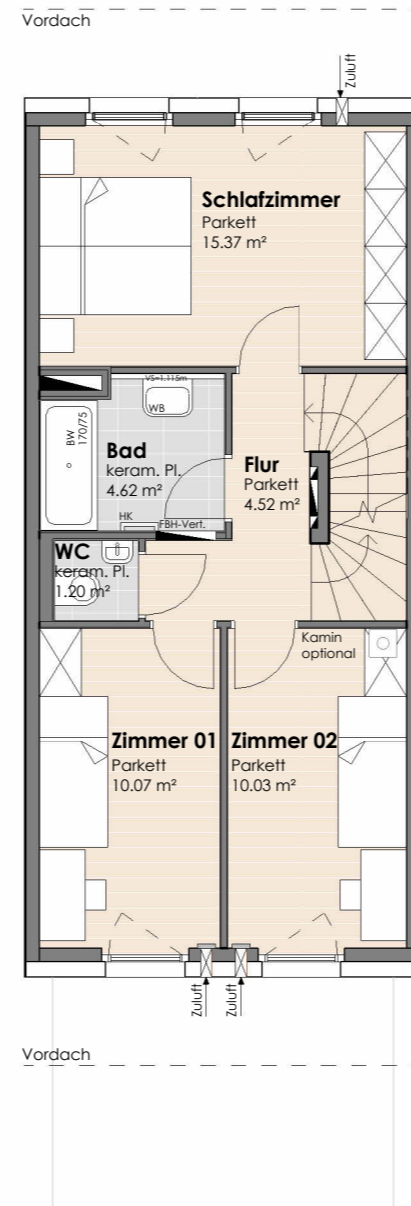 Vordach
Zuluft
Schlafzimmer
Parkett
15.37 m²
VS=1.115m
WB
BW
170/75
Bad
keram. Pl.
4.62 m²
Flur
Parkett
4.52 m²
HK
FBH-Vert.
WC
keram. Pl.
1.20 m²
Kamin
optional
Zimmer 01
Parkett
10.07 m²
Zimmer 02
Parkett
10.03 m²
Zuluft
Zuluft
Vordach